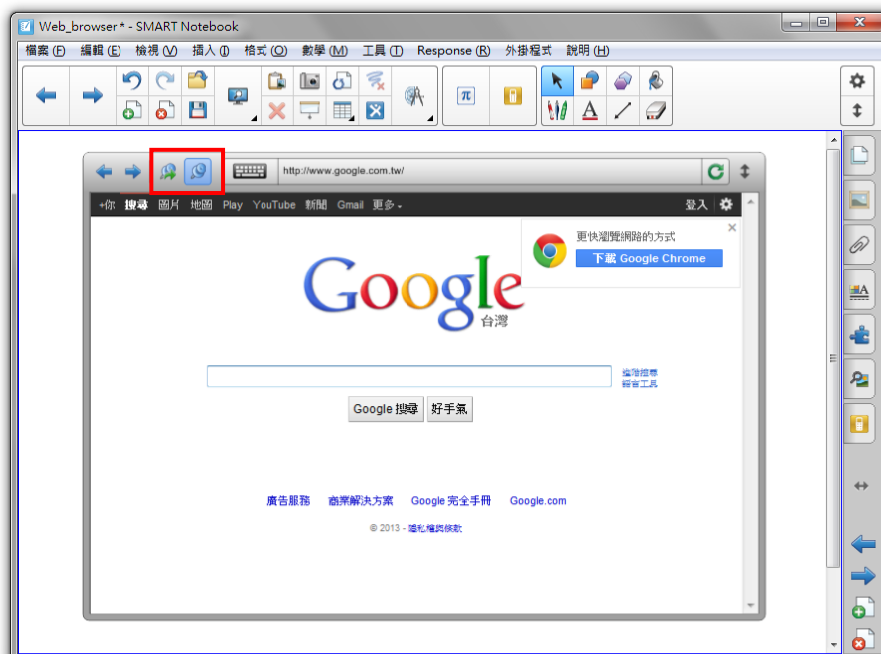 Web_browser * - SMART Notebook
檔案 (F) 編輯 (E) 檢視 (V) 插入 (I) 格式 (O) 數學 (M) 工具 (T) Response (R) 外掛程式 說明 (H)
π
A
A
http://www.google.com.tw/
+你 搜尋 圖片 地圖 Play YouTube 新聞 Gmail 更多 登入
更快瀏覽網路的方式
下載 Google Chrome
Google
台灣
進階搜尋
語言工具
Google 搜尋 好手氣
廣告服務 商業解決方案 Google 完全手冊 Google.com
© 2013 - 隱私權與條款